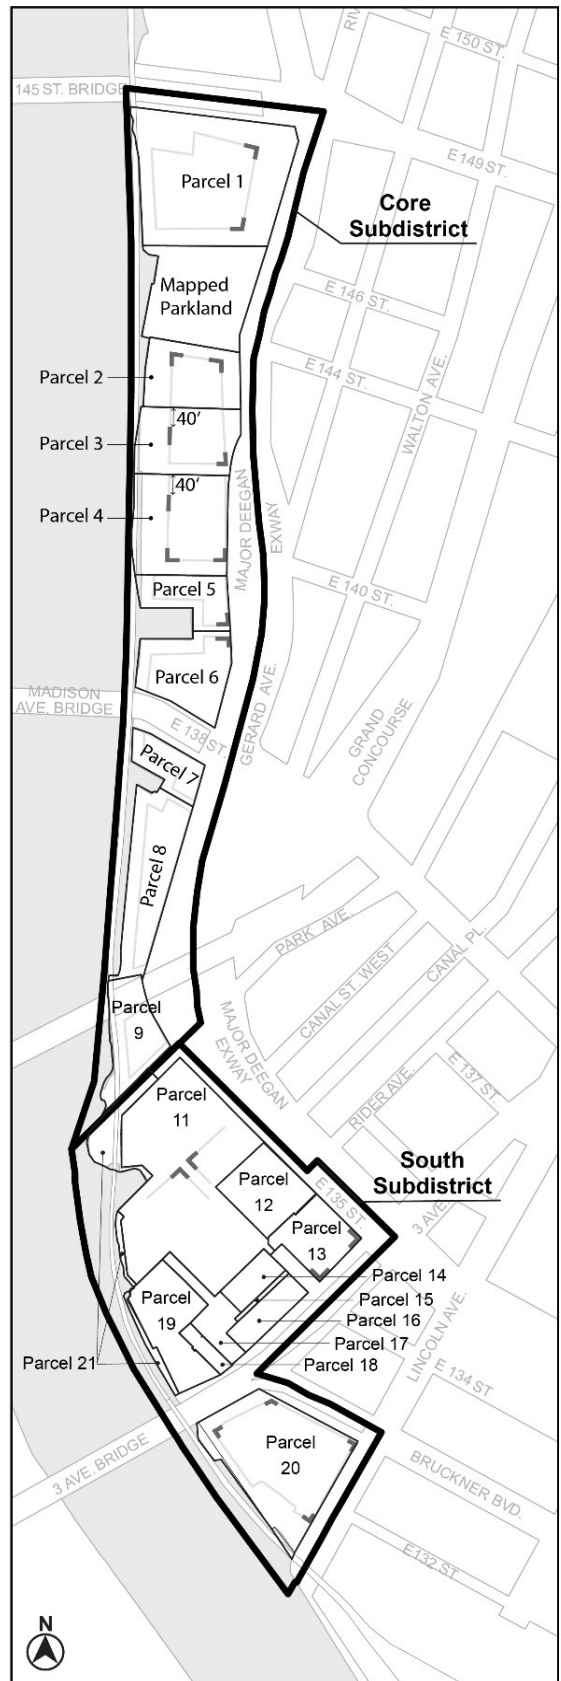 RIV
E 150 ST.
145 ST. BRIDGE
E 149 ST.
Parcel 1
Core
Subdistrict
Mapped
Parkland
E 146 ST.
E 144 ST.
WALTON AVE.
Parcel 2
40'
Parcel 3
40'
Parcel 4
MAJOR DEEGAN
EXWAY
Parcel 5
E 140 ST.
Parcel 6
MADISON
AVE. BRIDGE
E 138 ST
GERARD AVE.
GRAND
CONCOURSE
Parcel 7
Parcel 8
PARK AVE.
CANAL ST. WEST
CANAL PL.
Parcel
9
MAJOR DEEGAN
EXWAY
E 137 ST.
RIDER AVE.
Parcel
11
South
Subdistrict
3 AVE.
Parcel
12
E 135 ST.
Parcel
13
Parcel 14
Parcel 15
Parcel 16
Parcel
19
Parcel 17
Parcel 18
Parcel 21
LINCOLN AVE.
E 134 ST
Parcel
20
3 AVE. BRIDGE
BRUCKNER BVD.
E132 ST.
N